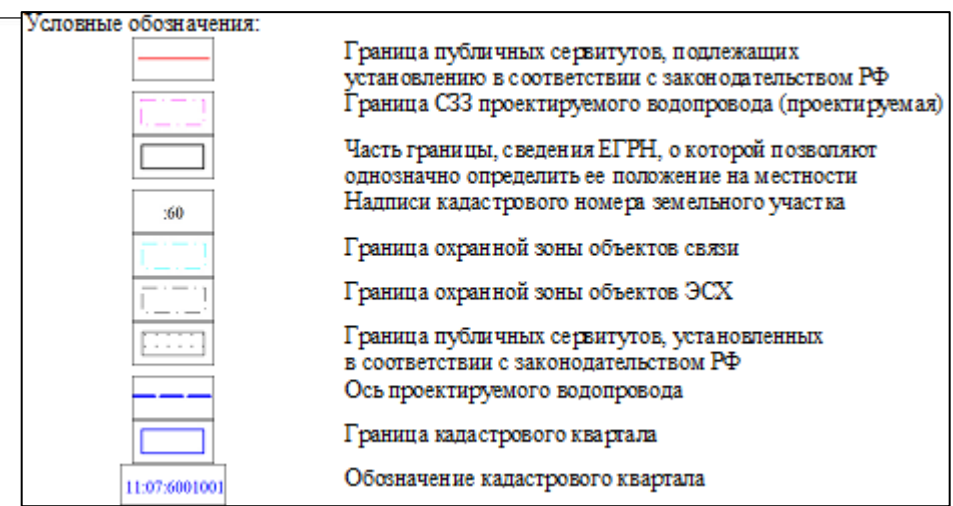 Условные обозначения:
Граница публичных сервитутов, подлежащих
установлению в соответствии с законодательством РФ
Граница СЗЗ проектируемого водопровода (проектируемая)
Часть границы, сведения ЕГРН, о которой позволяют
однозначно определить ее положение на местности
:60 Надписи кадастрового номера земельного участка
Граница охранной зоны объектов связи
Граница охранной зоны объектов ЭСХ
Граница публичных сервитутов, установленных
в соответствии с законодательством РФ
Ось проектируемого водопровода
Граница кадастрового квартала
11:07:6001001 Обозначение кадастрового квартала